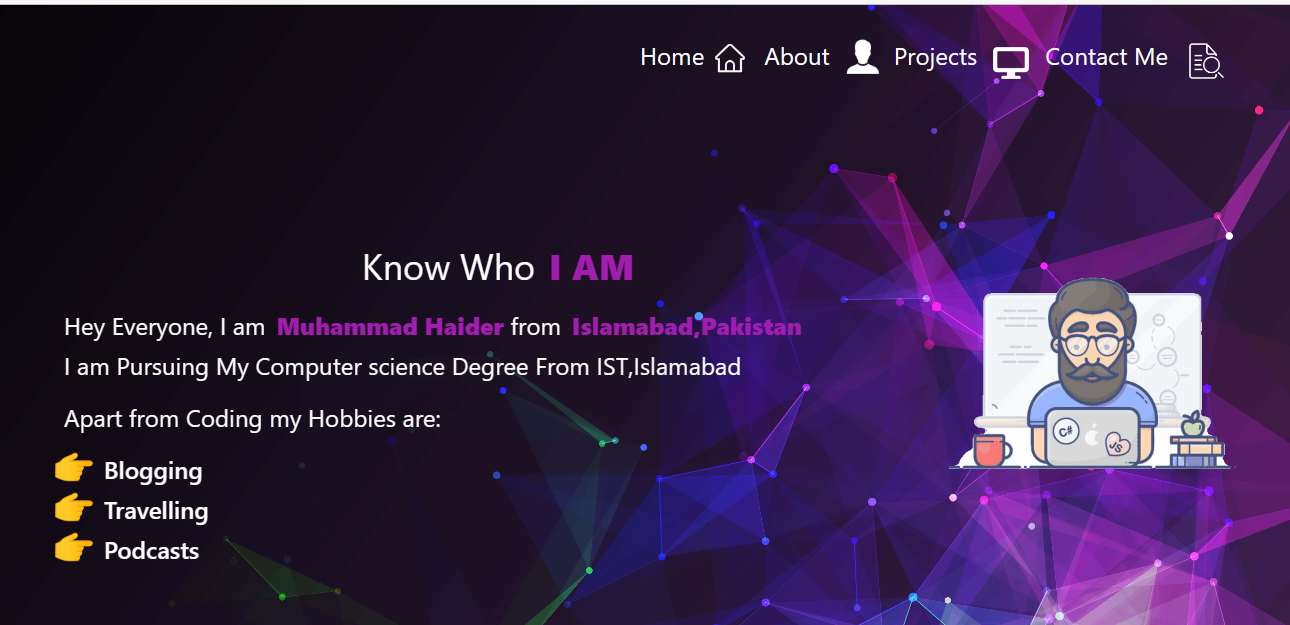 Home About Projects Contact Me
Know Who I AM
Hey Everyone, I am Muhammad Haider from Islamabad,Pakistan
I am Pursuing My Computer science Degree From IST,Islamabad
Apart from Coding my Hobbies are:
Blogging
Travelling
Podcasts
C#
JS